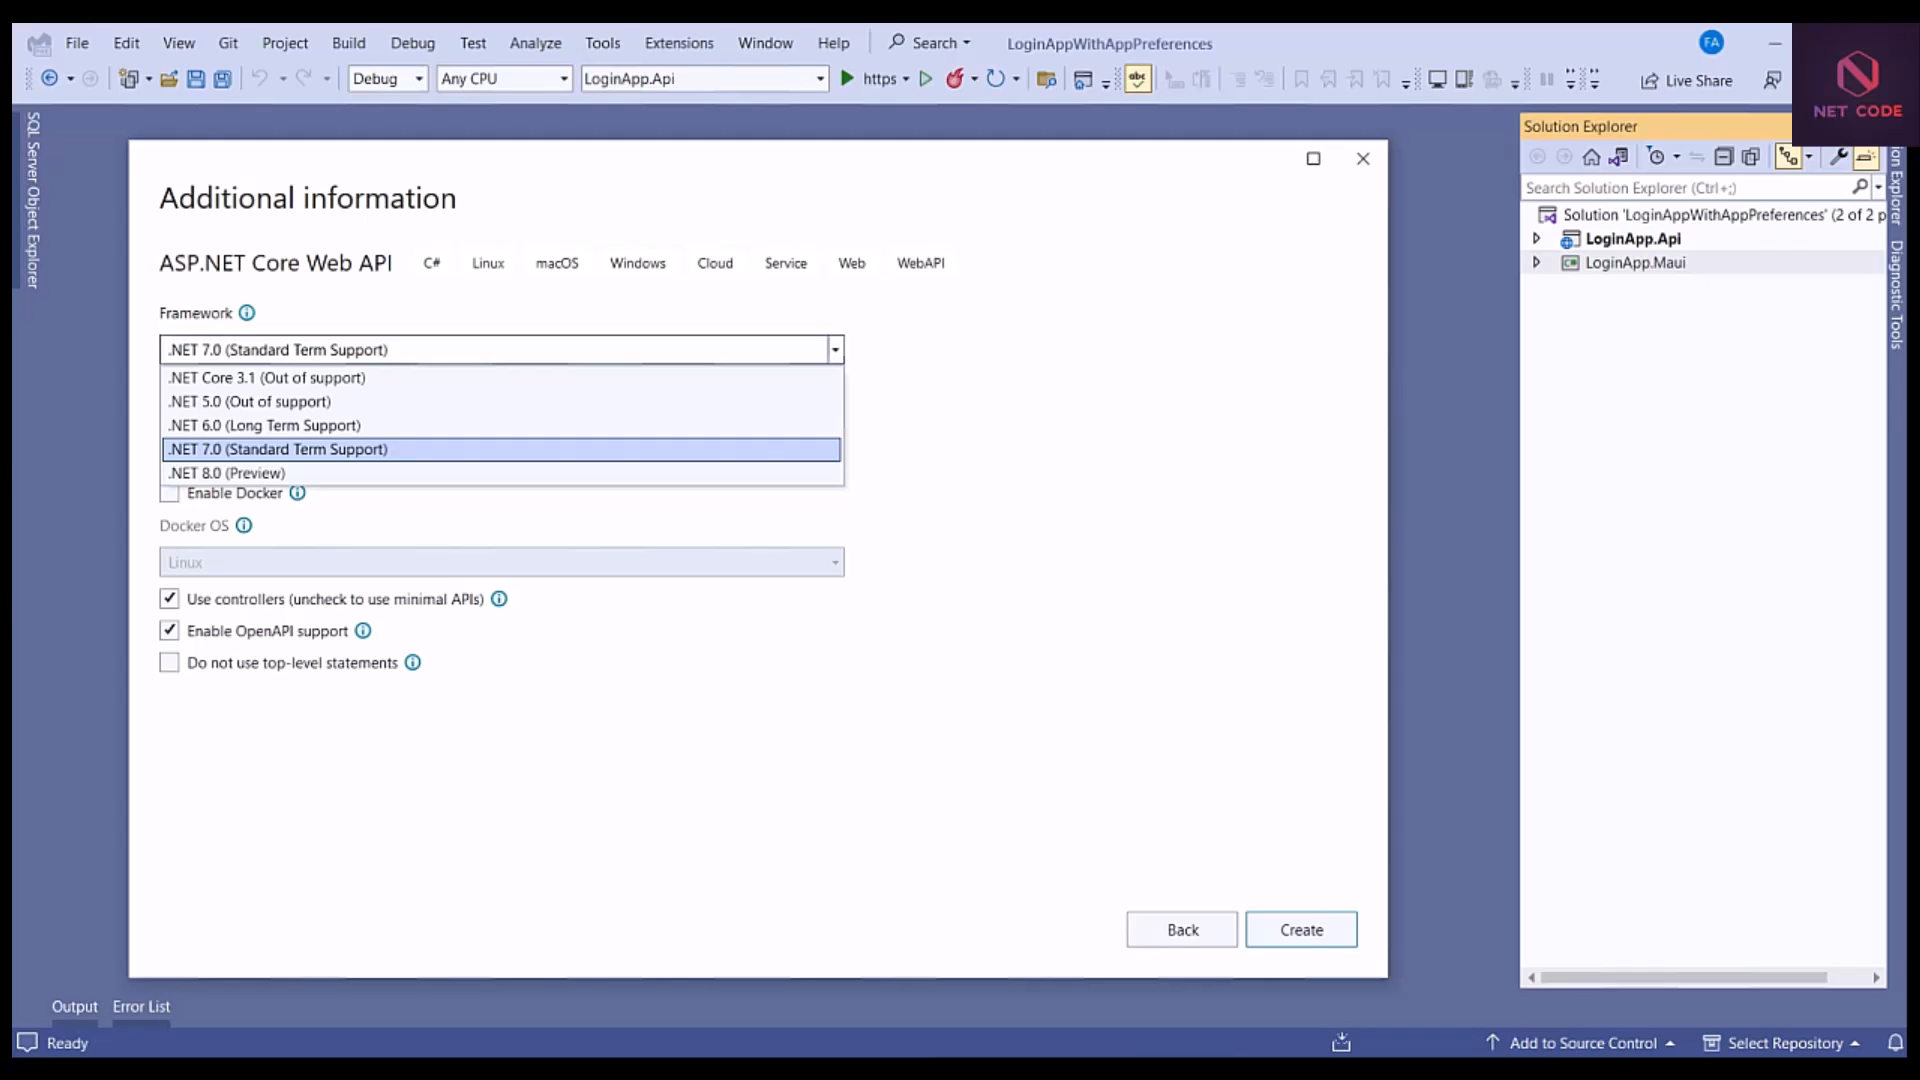 File Edit View Git Project Build Debug Test Analyze Tools Extensions Window Help Search LoginAppWithAppPreferences FA
Debug Any CPU LoginApp.Api https abc Live Share
NET CODE
SQL Server Object Explorer
Additional information
ASP.NET Core Web API C# Linux macOS Windows Cloud Service Web WebAPI
Framework
.NET 7.0 (Standard Term Support)
.NET Core 3.1 (Out of support)
.NET 5.0 (Out of support)
.NET 6.0 (Long Term Support)
.NET 7.0 (Standard Term Support)
.NET 8.0 (Preview)
Enable Docker
Docker OS
Linux
Use controllers (uncheck to use minimal APIs)
Enable OpenAPI support
Do not use top-level statements
Back Create
Solution Explorer
Search Solution Explorer (Ctrl+;)
Solution 'LoginAppWithAppPreferences' (2 of 2 p
LoginApp.Api
LoginApp.Maui
ion Explorer
Diagnostic Tools
Output Error List
Ready Add to Source Control Select Repository